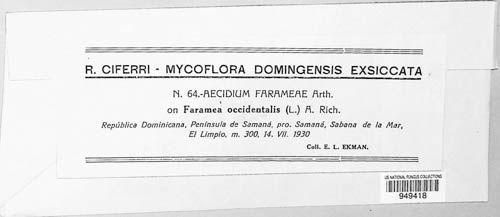 R. CIFERRI - MYCOFLORA DOMINGENSIS EXSICCATA
N. 64.-AECIDIUM FARAMEAE Arth.
on Faramea occidentalis (L.) A. Rich.
República Dominicana, Península de Samaná, pro. Samaná, Sabana de la Mar,
El Limpio, m. 300, 14. VII. 1930
Coll. E. L. EKMAN.
US NATIONAL FUNGUS COLLECTIONS
949418